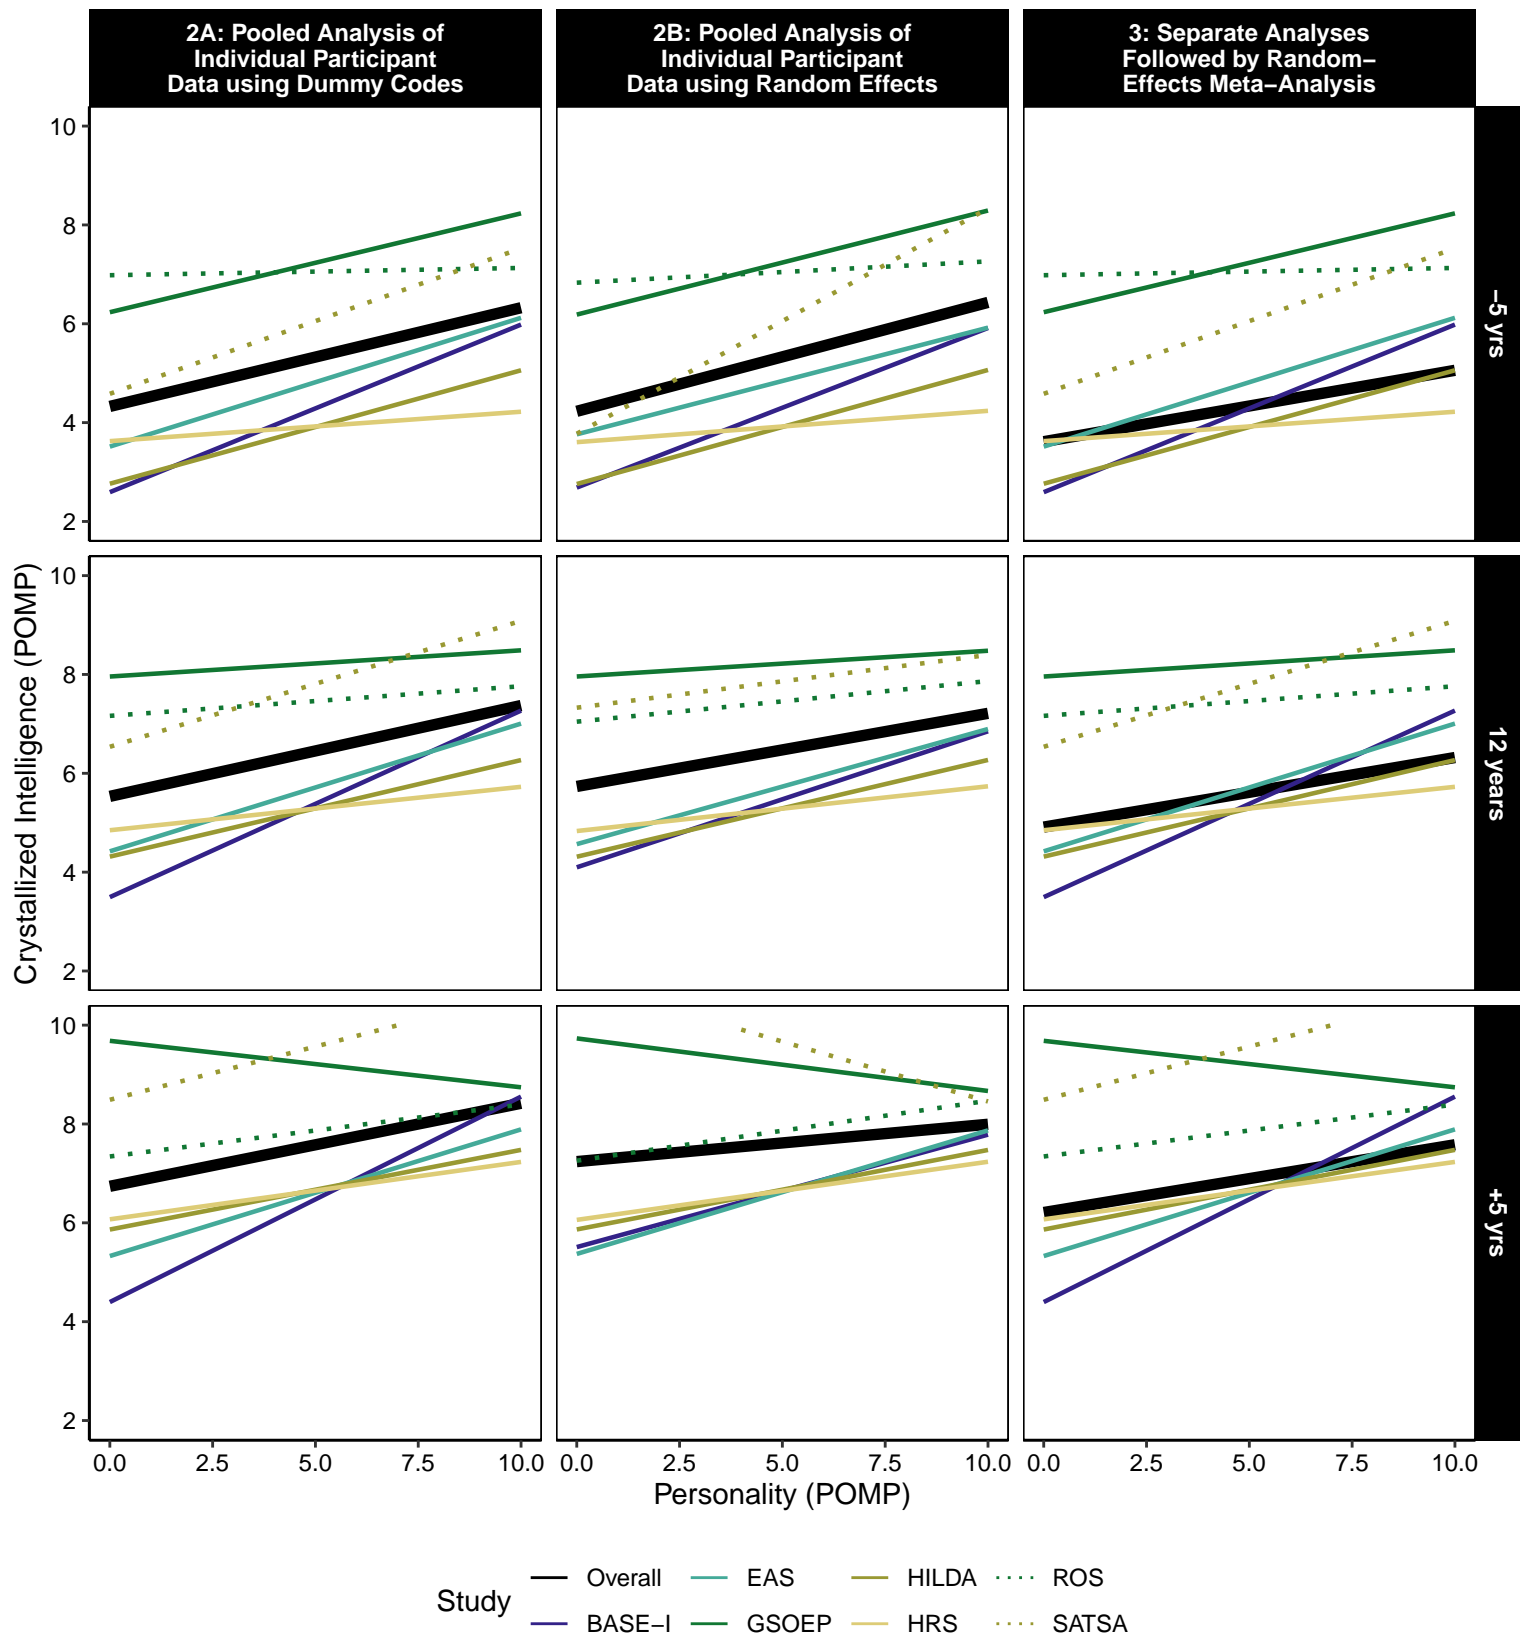 2A: Pooled Analysis of
Individual Participant
Data using Dummy Codes
2B: Pooled Analysis of
Individual Participant
Data using Random Effects
3: Separate Analyses
Followed by Random−
Effects Meta−Analysis
10
8
6
4
2
−5 yrs
10
8
6
4
2
12 years
10
8
6
4
2
+5 yrs
Crystallized Intelligence (POMP)
0.0 2.5 5.0 7.5 10.0
0.0 2.5 5.0 7.5 10.0
0.0 2.5 5.0 7.5 10.0
Personality (POMP)
Study
Overall EAS HILDA ROS
BASE−I GSOEP HRS SATSA